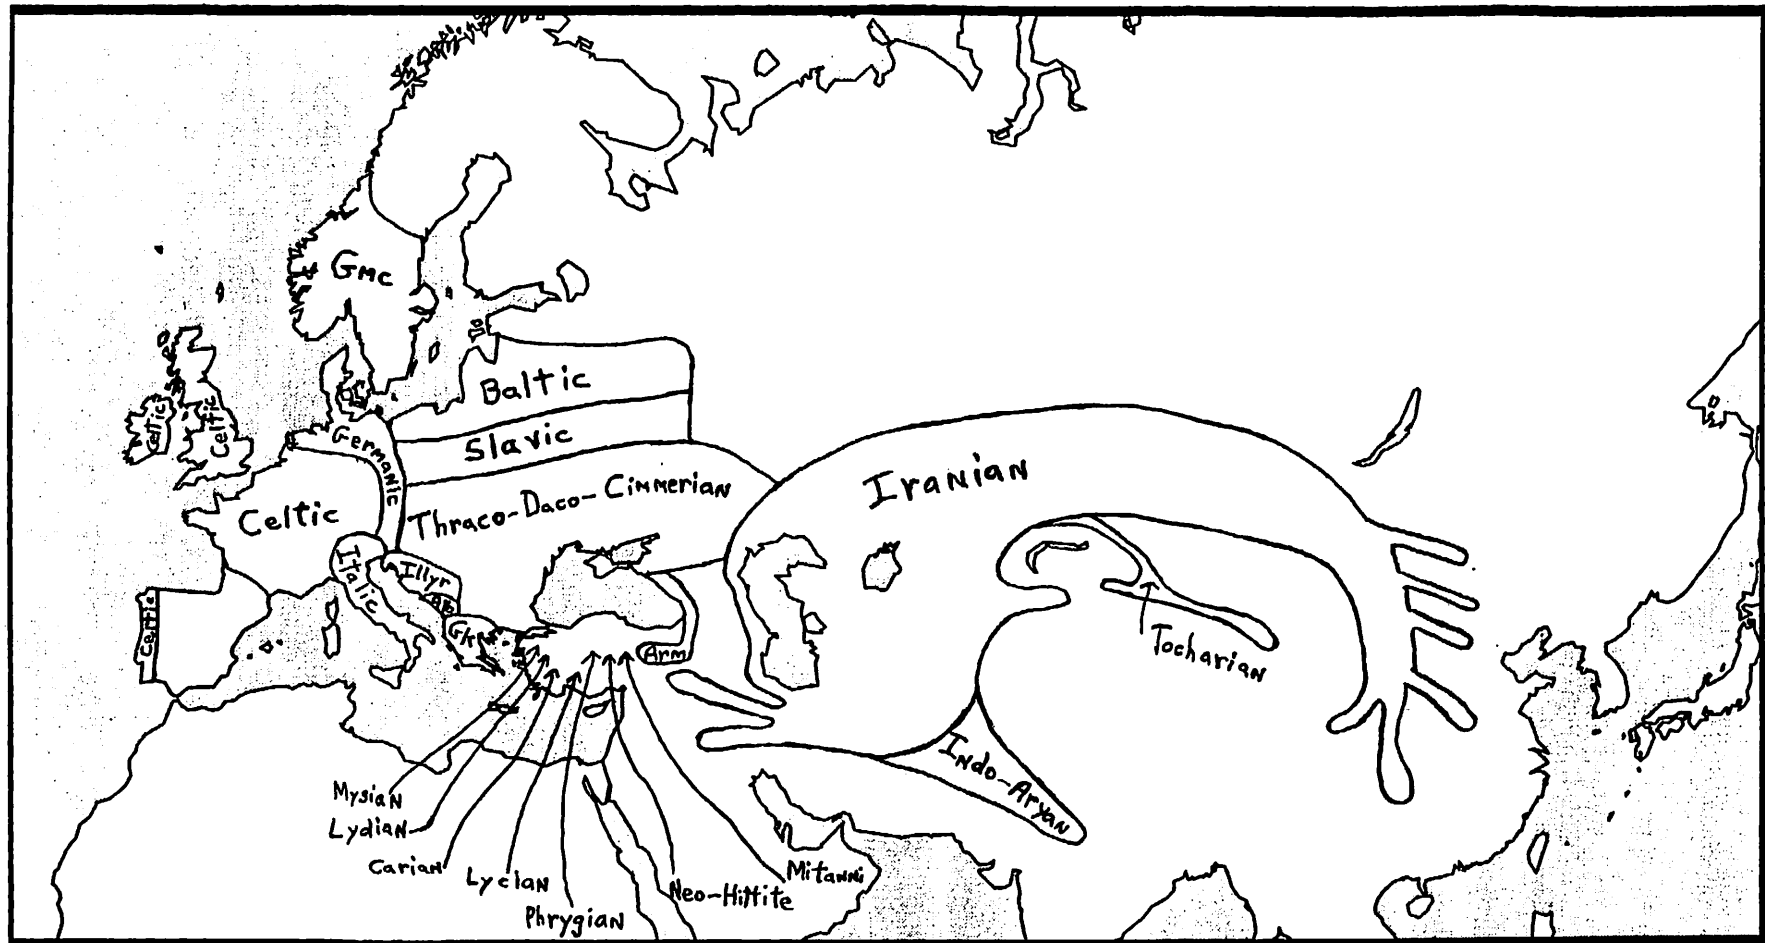 Gmc
Baltic
Celtic
Celtic
Slavic
Germanic
Iranian
Celtic
Thraco-Daco-Cimmerian
Italic
Illyr
Celtic
Gk
Arm
Tocharian
Indo-Aryan
Mysian
Lydian
Carian
Lycian
Phrygian
Neo-Hittite
Mitanni